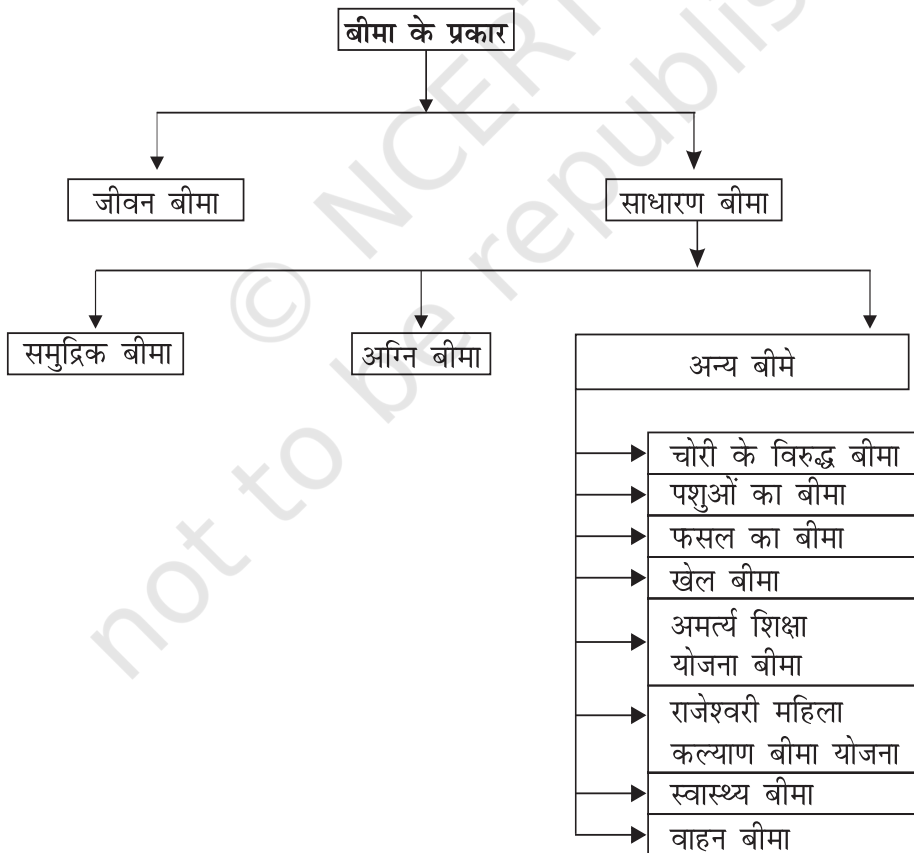 बीमा के प्रकार
जीवन बीमा
साधारण बीमा
समुद्रिक बीमा
अग्नि बीमा
अन्य बीमे
चोरी के विरुद्ध बीमा
पशुओं का बीमा
फसल का बीमा
खेल बीमा
अमर्त्य शिक्षा
योजना बीमा
राजेश्वरी महिला
कल्याण बीमा योजना
स्वास्थ्य बीमा
वाहन बीमा
© NCERT
not to be republis